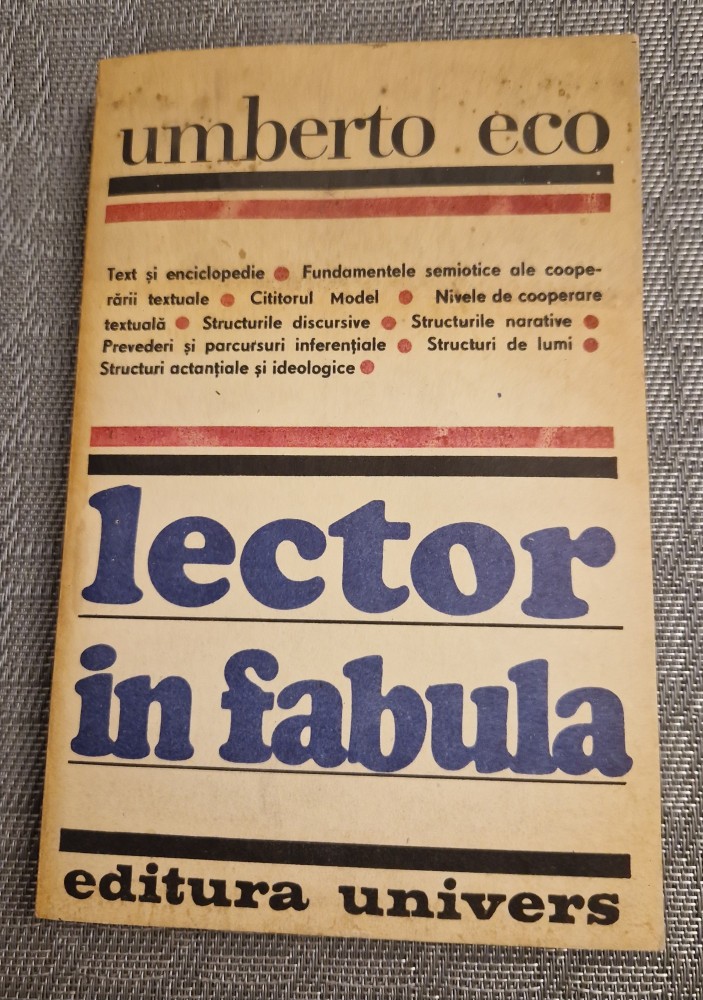 umberto eco
Text și enciclopedie ● Fundamentele semiotice ale coope-
rării textuale ● Cititorul Model ● Nivele de cooperare
textuală ● Structurile discursive ● Structurile narative ●
Prevederi și parcursuri inferențiale ● Structuri de lumi ●
Structuri actanțiale și ideologice ●
lector
in fabula
editura univers